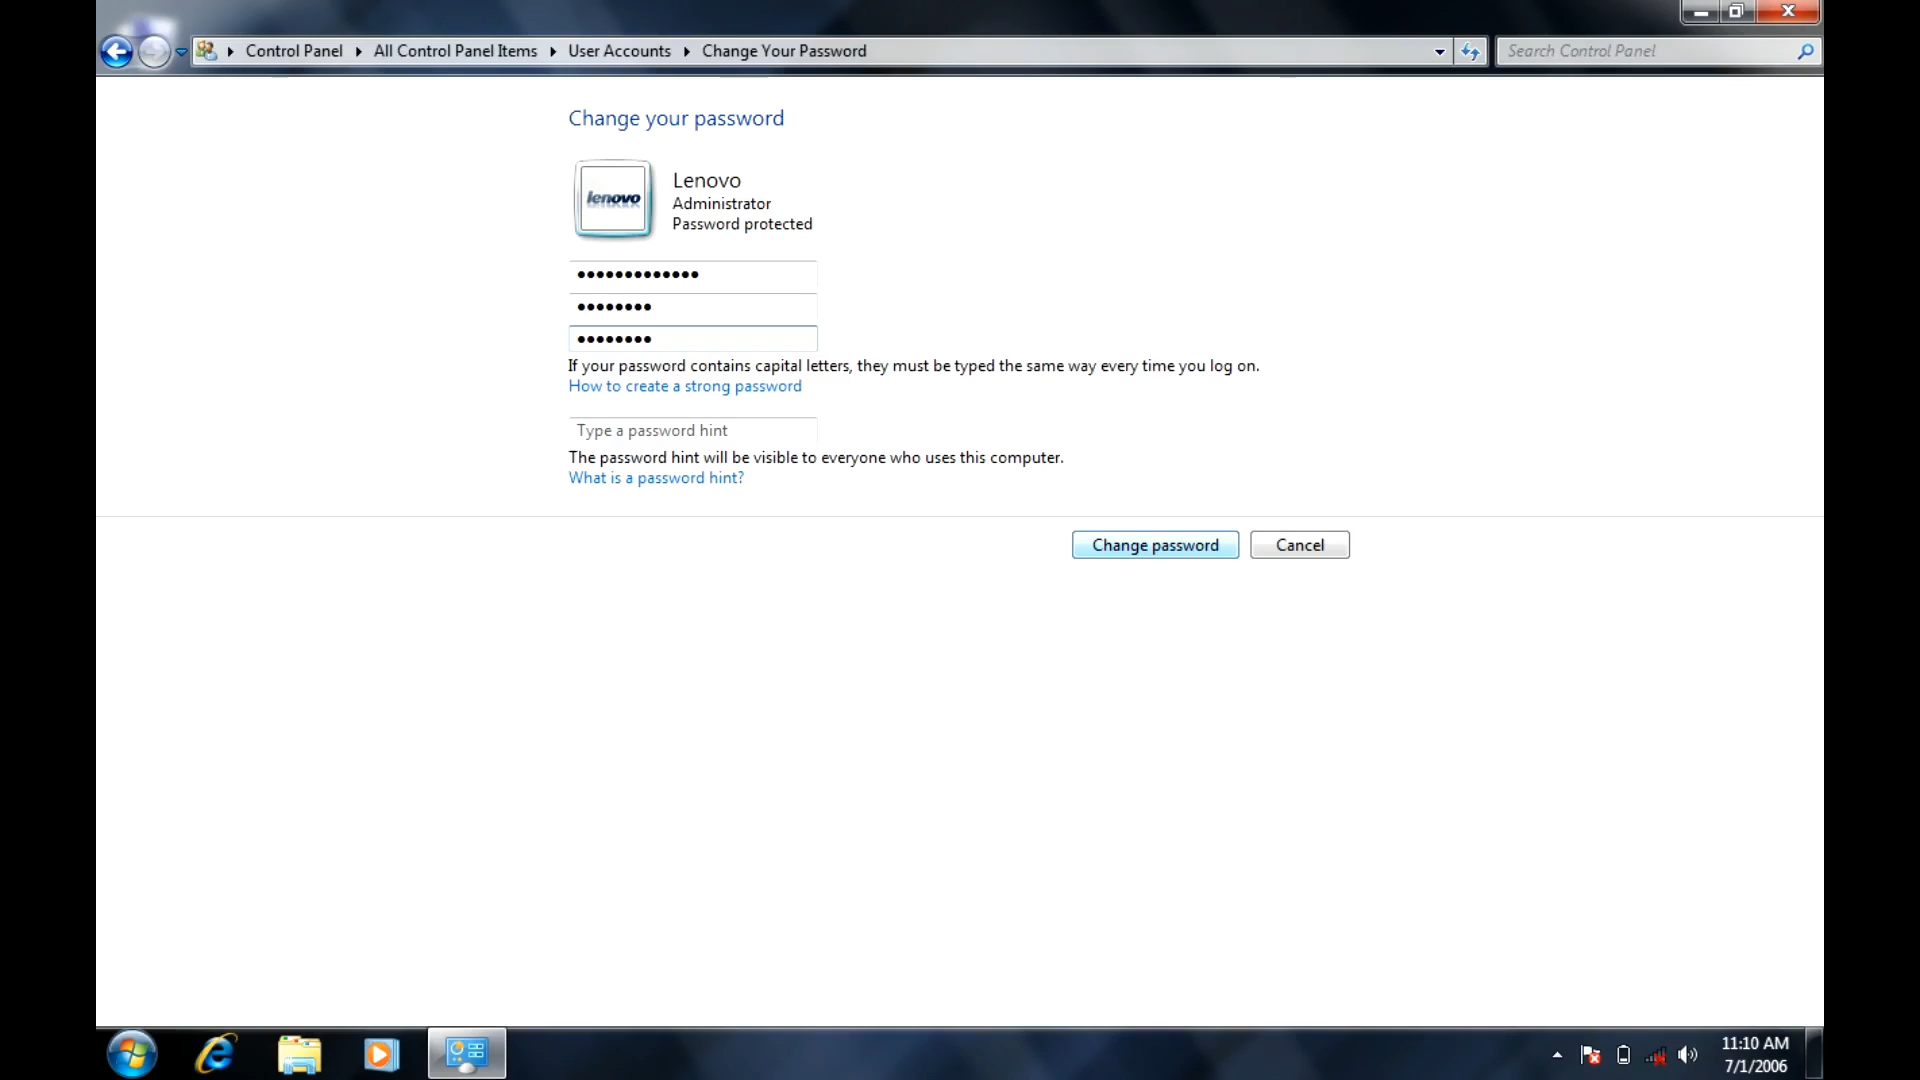 Control Panel All Control Panel Items User Accounts Change Your Password
Search Control Panel
Change your password
lenovo
Lenovo
Administrator
Password protected
•••••••••••••
••••••••
••••••••
If your password contains capital letters, they must be typed the same way every time you log on.
How to create a strong password
Type a password hint
The password hint will be visible to everyone who uses this computer.
What is a password hint?
Change password
Cancel
11:10 AM
7/1/2006